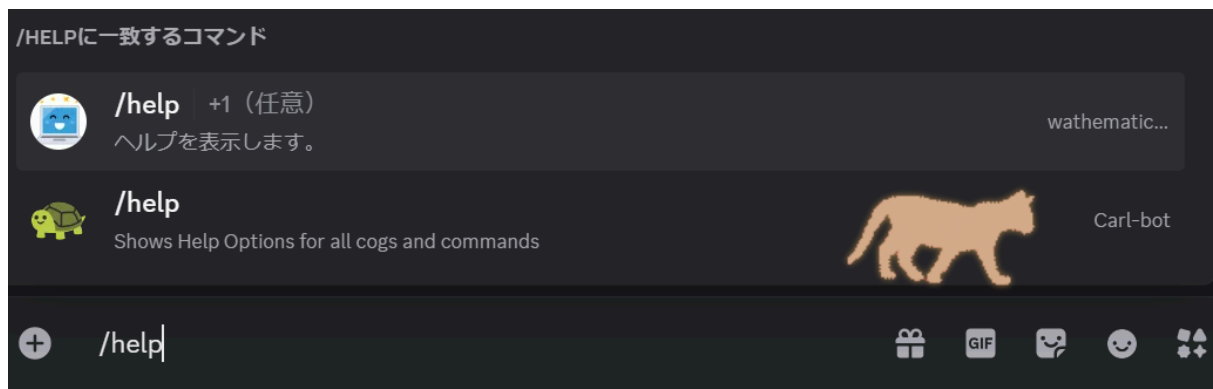 /HELPに一致するコマンド
/help +1（任意）
ヘルプを表示します。
wathematic...
/help
Shows Help Options for all cogs and commands
Carl-bot
/help
GIF